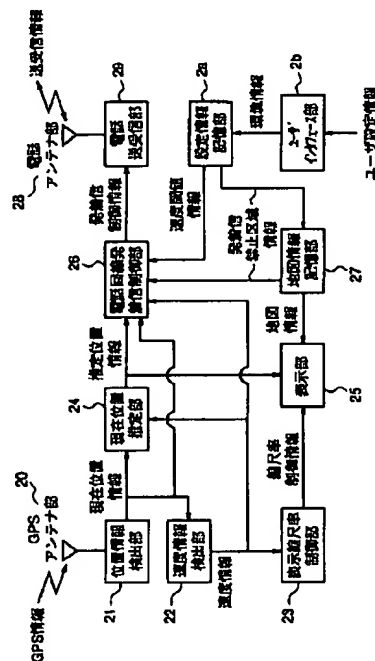 GPS情報
20
GPS
アンテナ部
21
位置情報
検出部
現在位置
情報
22
速度情報
検出部
速度情報
23
表示縮尺率
制御部
縮尺率
制御情報
24
現在位置
推定部
推定位置
情報
25
表示部
26
電話回線発
着信制御部
発着信
制御情報
速度閾値
情報
発着信
禁止区域
情報
27
地図情報
記憶部
地図
情報
28
電話
アンテナ部
送受信情報
29
電話
送受信部
2a
設定情報
記憶部
環境情報
2b
ユーザ
インタフェース部
ユーザ設定情報